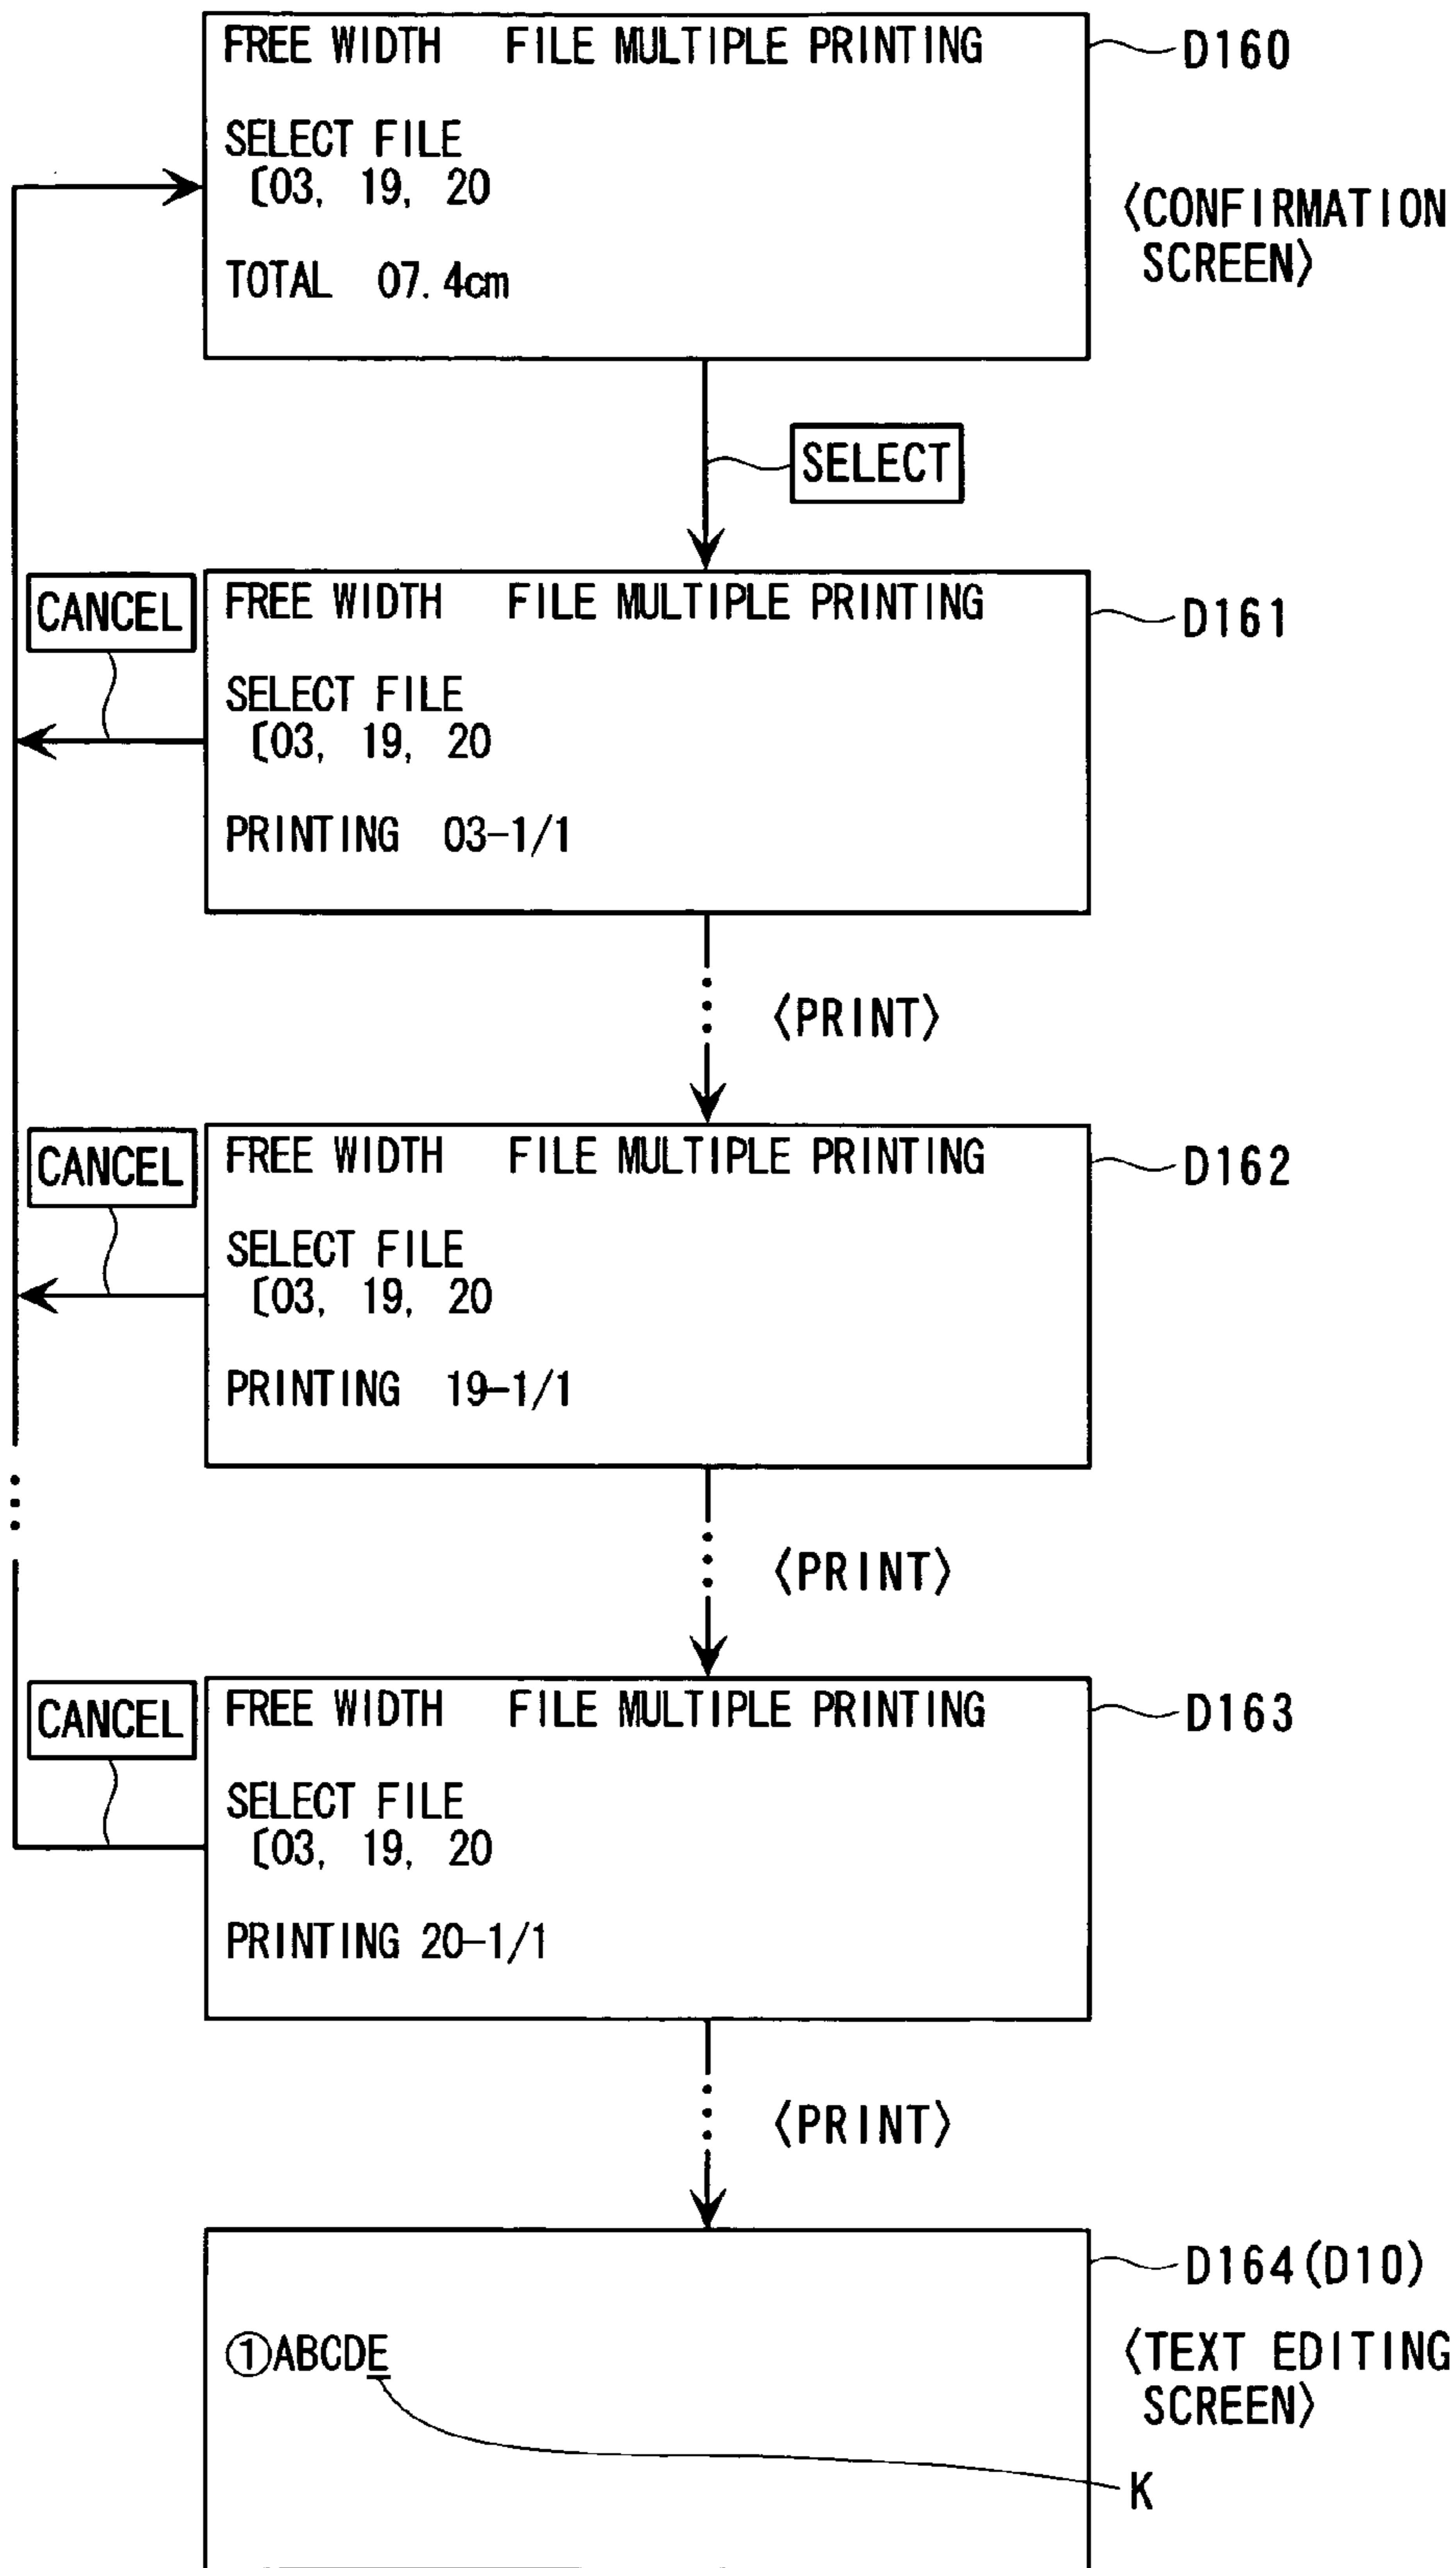 FREE WIDTH FILE MULTIPLE PRINTING
D160
SELECT FILE
[03, 19, 20
TOTAL 07.4cm
〈CONFIRMATION
SCREEN〉
SELECT
CANCEL
FREE WIDTH FILE MULTIPLE PRINTING
D161
SELECT FILE
[03, 19, 20
PRINTING 03-1/1
〈PRINT〉
CANCEL
FREE WIDTH FILE MULTIPLE PRINTING
D162
SELECT FILE
[03, 19, 20
PRINTING 19-1/1
〈PRINT〉
CANCEL
FREE WIDTH FILE MULTIPLE PRINTING
D163
SELECT FILE
[03, 19, 20
PRINTING 20-1/1
〈PRINT〉
D164(D10)
①ABCDE
〈TEXT EDITING
SCREEN〉
K